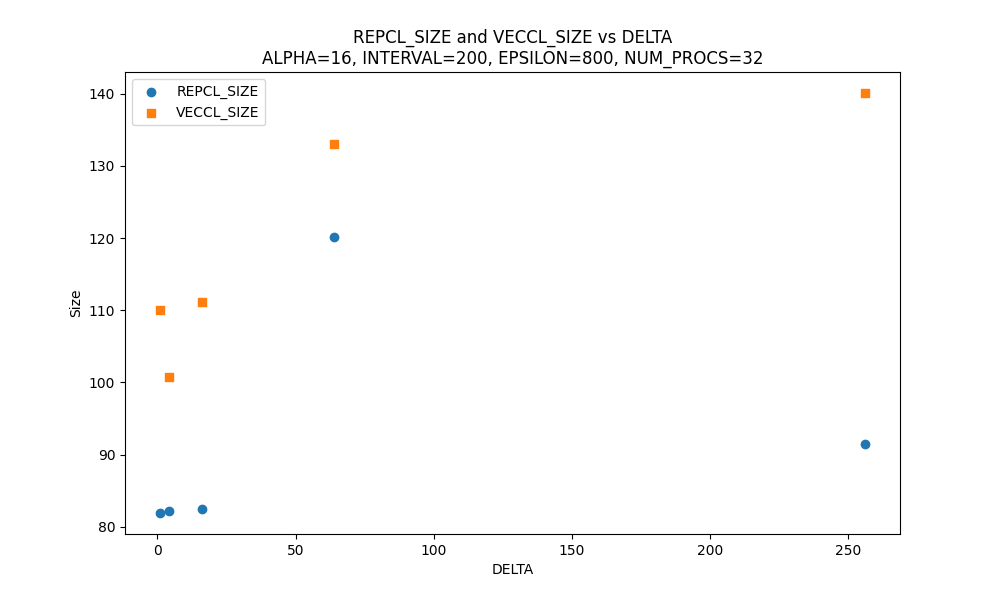 REPCL_SIZE and VECCL_SIZE vs DELTA
ALPHA=16, INTERVAL=200, EPSILON=800, NUM_PROCS=32
REPCL_SIZE
VECCL_SIZE
140
130
120
110
100
90
80
Size
0
50
100
150
200
250
DELTA